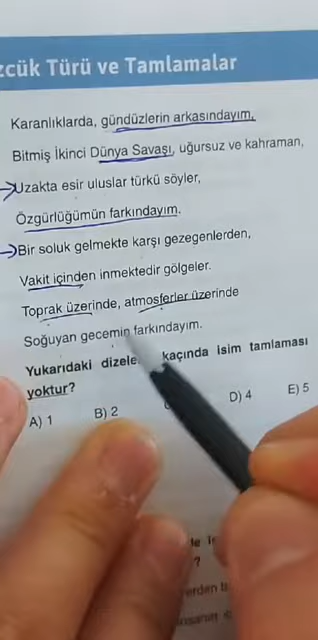 zcük Türü ve Tamlamalar
Karanlıklarda, gündüzlerin arkasındayım,
Bitmiş İkinci Dünya Savaşı, uğursuz ve kahraman,
Uzakta esir uluslar türkü söyler,
Özgürlüğümün farkındayım.
Bir soluk gelmekte karşı gezegenlerden,
Vakit içinden inmektedir gölgeler.
Toprak üzerinde, atmosferler üzerinde
Soğuyan gecemin farkındayım.
Yukarıdaki kaçında isim tamlaması
yoktur?
A) 1 B) 2 D) 4 E) 5
?